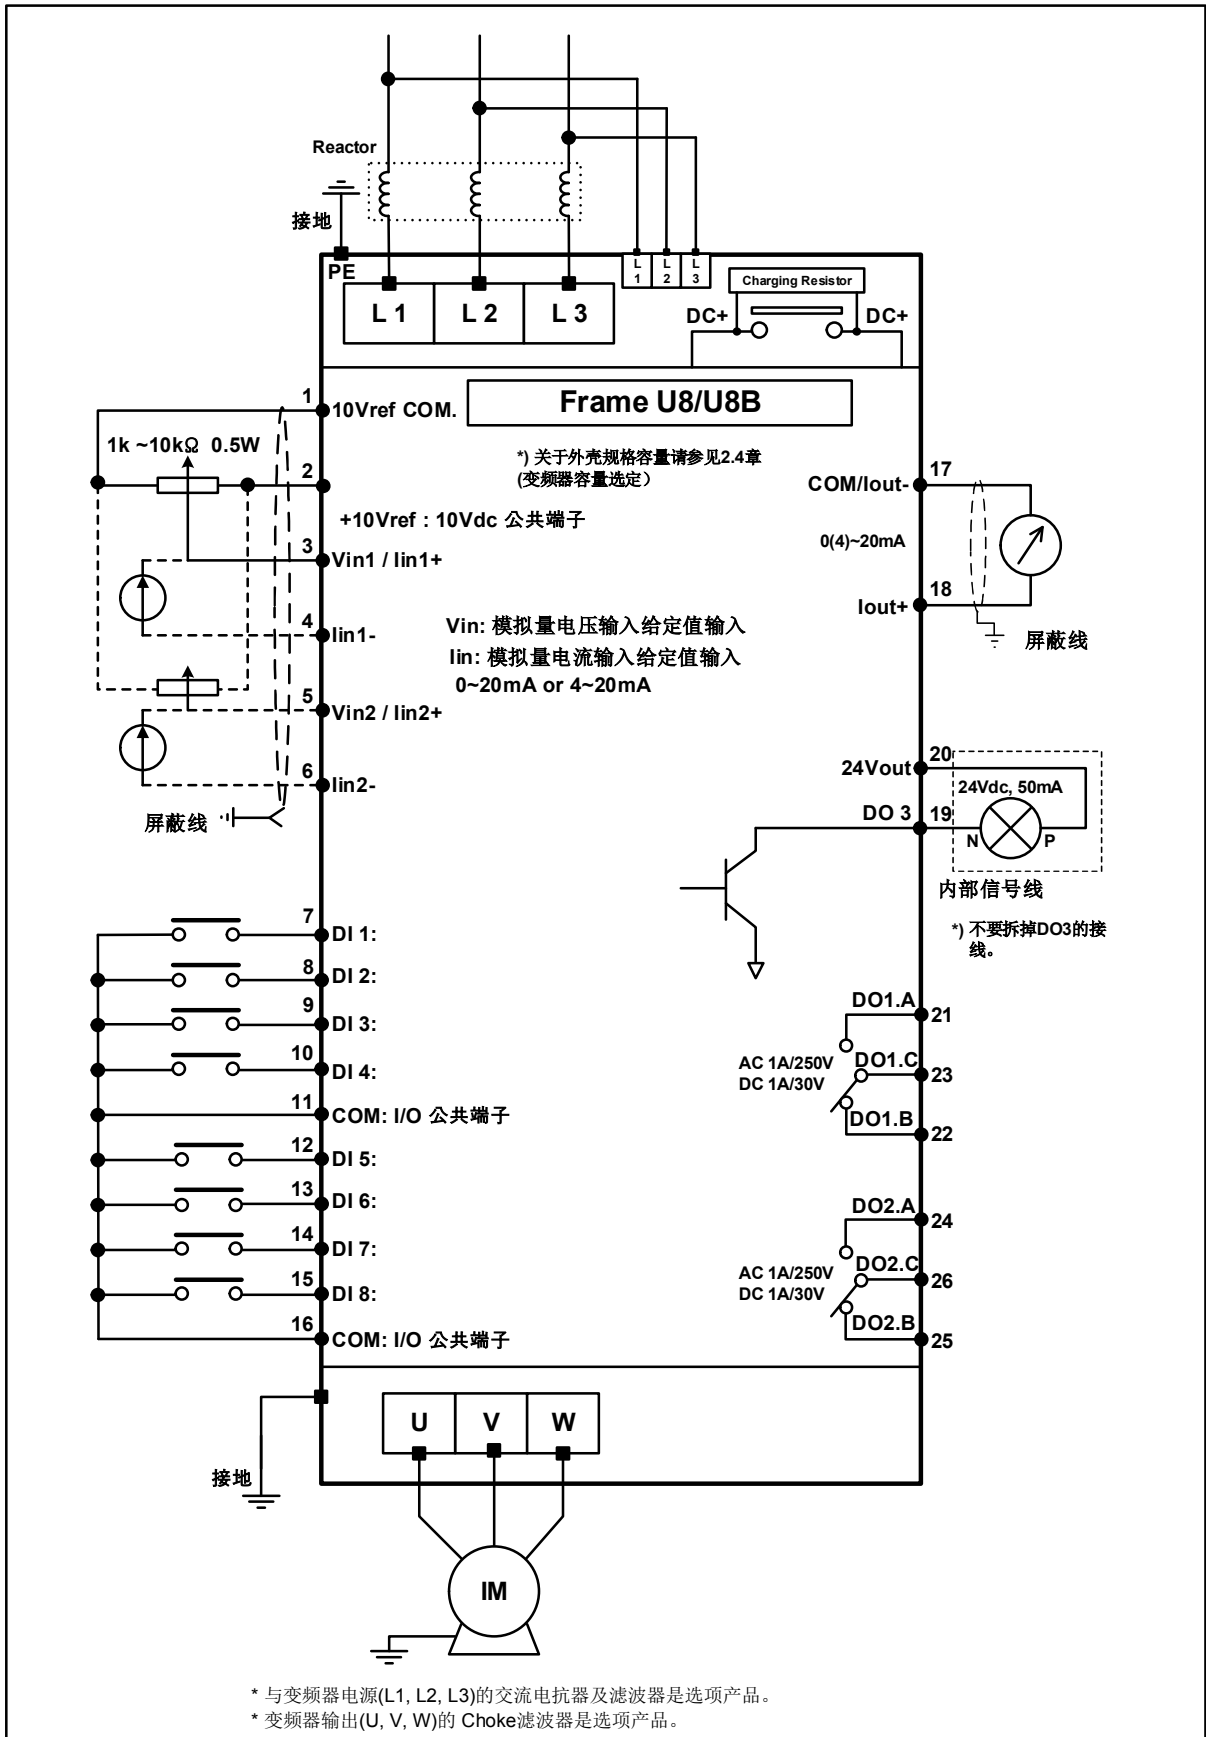 Reactor
接地
PE
L 1
L 2
L 3
L 1
L 2
L 3
Charging Resistor
DC+
DC+
Frame U8/U8B
*) 关于外壳规格容量请参见2.4章
(变频器容量选定）
1
10Vref COM.
1k ~10kΩ 0.5W
2
+10Vref : 10Vdc 公共端子
3
Vin1 / Iin1+
4
Iin1-
Vin: 模拟量电压输入给定值输入
Iin: 模拟量电流输入给定值输入
0~20mA or 4~20mA
5
Vin2 / Iin2+
6
Iin2-
屏蔽线
COM/Iout-
17
0(4)~20mA
18
Iout+
屏蔽线
20
24Vout
24Vdc, 50mA
DO 3
19
N
P
内部信号线
*) 不要拆掉DO3的接
线。
7
DI 1:
8
DI 2:
9
DI 3:
10
DI 4:
11
COM: I/O 公共端子
12
DI 5:
13
DI 6:
14
DI 7:
15
DI 8:
16
COM: I/O 公共端子
DO1.A
21
AC 1A/250V
DC 1A/30V
DO1.C
23
DO1.B
22
DO2.A
24
AC 1A/250V
DC 1A/30V
DO2.C
26
DO2.B
25
U
V
W
接地
IM
* 与变频器电源(L1, L2, L3)的交流电抗器及滤波器是选项产品。
* 变频器输出(U, V, W)的 Choke滤波器是选项产品。